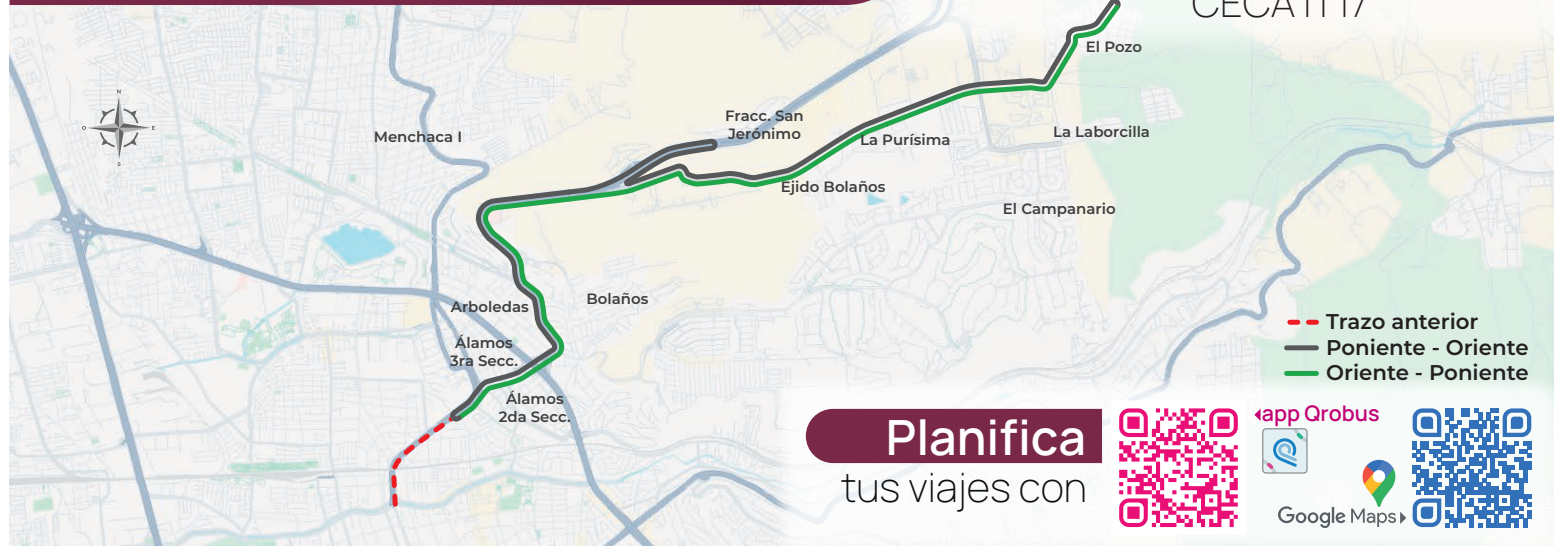 CECATI 17
El Pozo
N
O
E
S
Menchaca I
Fracc. San
Jerónimo
La Purísima
La Laborcilla
Ejido Bolaños
El Campanario
Arboledas
Bolaños
Álamos
3ra Secc.
Álamos
2da Secc.
Trazo anterior
Poniente - Oriente
Oriente - Poniente
Planifica
tus viajes con
app Qrobus
Google Maps